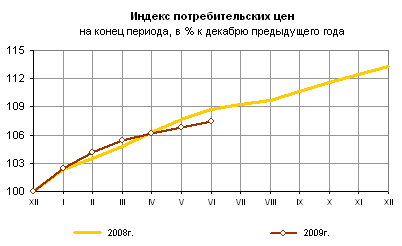 Индекс потребительских цен
на конец периода, в % к декабрю предыдущего года
115
112
109
106
103
100
XII I II III IV V VI VII VIII IX X XI XII
2008г. 2009г.